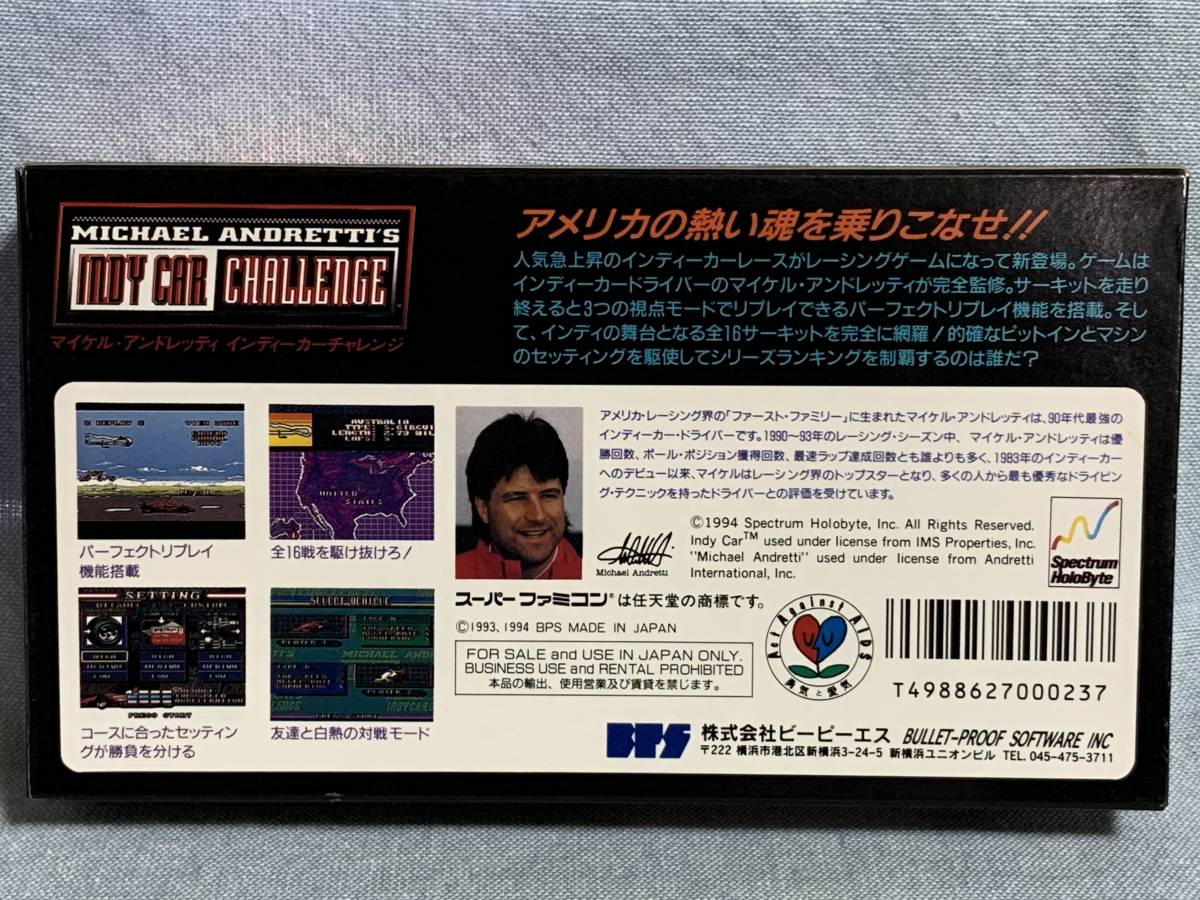 MICHAEL ANDRETTI'S
INDY CAR CHALLENGE
マイケル・アンドレッティ インディーカーチャレンジ
アメリカの熱い魂を乗りこなせ!!
人気急上昇のインディーカーレースがレーシングゲームになって新登場。ゲームは
インディーカードライバーのマイケル・アンドレッティが完全監修。サーキットを走り
終えると3つの視点モードでリプレイできるパーフェクトリプレイ機能を搭載。そし
て、インディの舞台となる全16サーキットを完全に網羅!的確なピットインとマシン
のセッティングを駆使してシリーズランキングを制覇するのは誰だ?
パーフェクトリプレイ
機能搭載
AUSTRALIA
UNITED
STATES
全16戦を駆け抜けろ!
SETTING
PRESS START
コースに合ったセッティン
グが勝負を分ける
SELECT VEHICLE
PLAYER 1
MICHAEL AND
PLAYER 2
INDYCAR
友達と白熱の対戦モード
アメリカ・レーシング界の「ファースト・ファミリー」に生まれたマイケル・アンドレッティは、90年代最強の
インディーカー・ドライバーです。1990〜93年のレーシング・シーズン中、マイケル・アンドレッティは優
勝回数、ポール・ポジション獲得回数、最速ラップ達成回数とも誰よりも多く、1983年のインディーカー
へのデビュー以来、マイケルはレーシング界のトップスターとなり、多くの人から最も優秀なドライビン
グ・テクニックを持ったドライバーとの評価を受けています。
Michael Andretti
©1994 Spectrum Holobyte, Inc. All Rights Reserved.
Indy Car™ used under license from IMS Properties, Inc.
"Michael Andretti" used under license from Andretti
International, Inc.
Spectrum
HoloByte
スーパーファミコン®は任天堂の商標です。
©1993, 1994 BPS MADE IN JAPAN
FOR SALE and USE IN JAPAN ONLY.
BUSINESS USE and RENTAL PROHIBITED
本品の輸出、使用営業及び賃貸を禁じます。
Act Against AIDS
勇気と愛気
T4988627000237
BPS 株式会社ビーピーエス BULLET-PROOF SOFTWARE INC
〒222 横浜市港北区新横浜3-24-5 新横浜ユニオンビル TEL. 045-475-3711